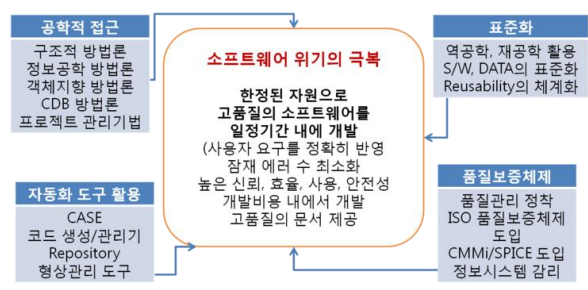 공학적 접근
구조적 방법론
정보공학 방법론
객체지향 방법론
CDB 방법론
프로젝트 관리기법
소프트웨어 위기의 극복
한정된 자원으로
고품질의 소프트웨어를
일정기간 내에 개발
(사용자 요구를 정확히 반영
잠재 에러 수 최소화
높은 신뢰, 효율, 사용, 안전성
개발비용 내에서 개발
고품질의 문서 제공
표준화
역공학, 재공학 활용
S/W, DATA의 표준화
Reusability의 체계화
자동화 도구 활용
CASE
코드 생성/관리기
Repository
형상관리 도구
품질보증체제
품질관리 정착
ISO 품질보증체제
도입
CMMi/SPICE 도입
정보시스템 감리